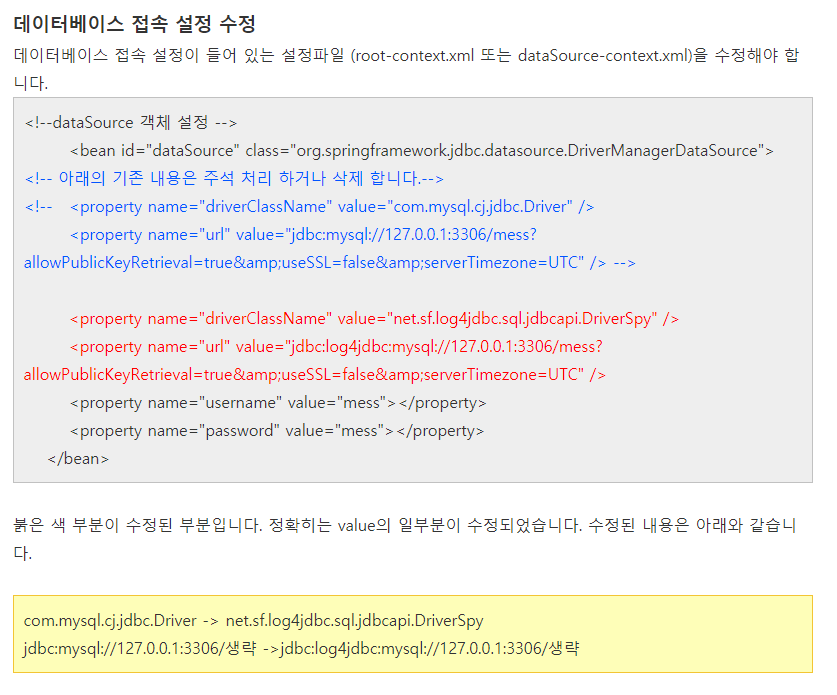 데이터베이스 접속 설정 수정
데이터베이스 접속 설정이 들어 있는 설정파일 (root-context.xml 또는 dataSource-context.xml)을 수정해야 합
니다.
<!--dataSource 객체 설정 -->
<bean id="dataSource" class="org.springframework.jdbc.datasource.DriverManagerDataSource">
<!-- 아래의 기존 내용은 주석 처리 하거나 삭제 합니다.-->
<!-- <property name="driverClassName" value="com.mysql.cj.jdbc.Driver" />
<property name="url" value="jdbc:mysql://127.0.0.1:3306/mess?
allowPublicKeyRetrieval=true&amp;useSSL=false&amp;serverTimezone=UTC" /> -->
<property name="driverClassName" value="net.sf.log4jdbc.sql.jdbcapi.DriverSpy" />
<property name="url" value="jdbc:log4jdbc:mysql://127.0.0.1:3306/mess?
allowPublicKeyRetrieval=true&amp;useSSL=false&amp;serverTimezone=UTC" />
<property name="username" value="mess"></property>
<property name="password" value="mess"></property>
</bean>
붉은 색 부분이 수정된 부분입니다. 정확히는 value의 일부분이 수정되었습니다. 수정된 내용은 아래와 같습니
다.
com.mysql.cj.jdbc.Driver -> net.sf.log4jdbc.sql.jdbcapi.DriverSpy
jdbc:mysql://127.0.0.1:3306/생략 ->jdbc:log4jdbc:mysql://127.0.0.1:3306/생략